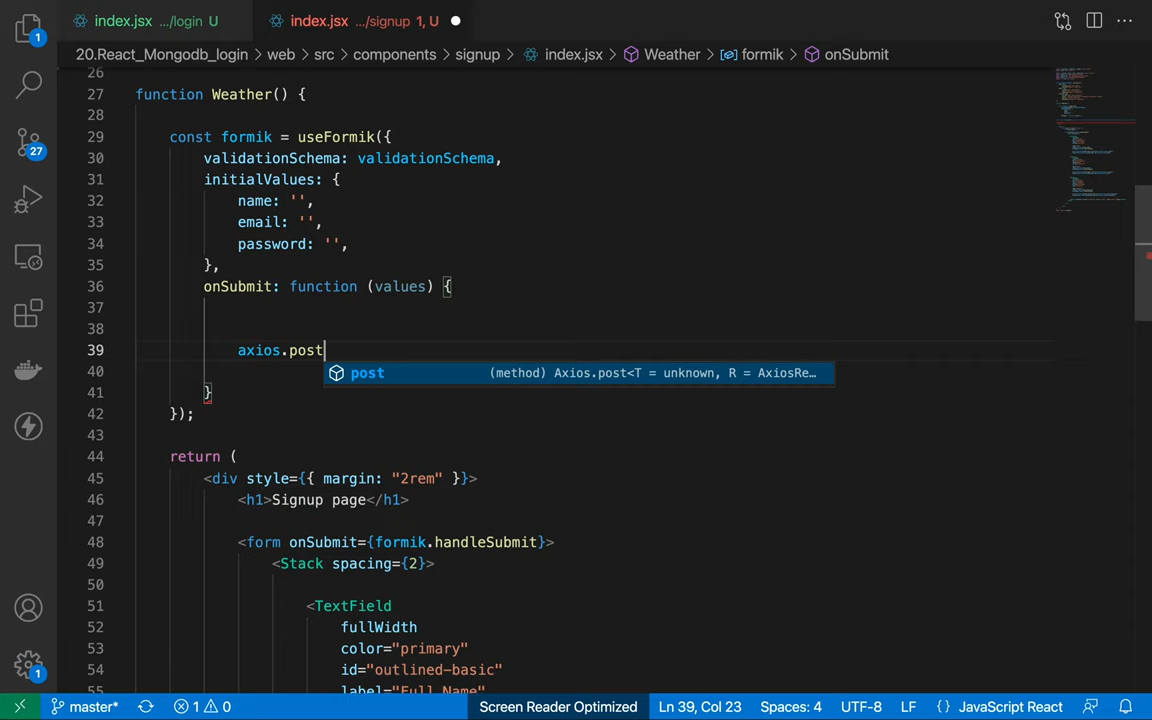 index.jsx .../login U
index.jsx .../signup 1, U
20.React_Mongodb_login > web > src > components > signup > index.jsx > Weather > formik > onSubmit
1
27
1
26
27 function Weather() {
28
29 const formik = useFormik({
30 validationSchema: validationSchema,
31 initialValues: {
32 name: '',
33 email: '',
34 password: '',
35 },
36 onSubmit: function (values) {
37
38
39 axios.post
post (method) Axios.post<T = unknown, R = AxiosRe...
40
41 }
42 });
43
44 return (
45 <div style={{ margin: "2rem" }}>
46 <h1>Signup page</h1>
47
48 <form onSubmit={formik.handleSubmit}>
49 <Stack spacing={2}>
50
51 <TextField
52 fullWidth
53 color="primary"
54 id="outlined-basic"
55 label="Full Name"
master* 1 0 Screen Reader Optimized Ln 39, Col 23 Spaces: 4 UTF-8 LF {} JavaScript React